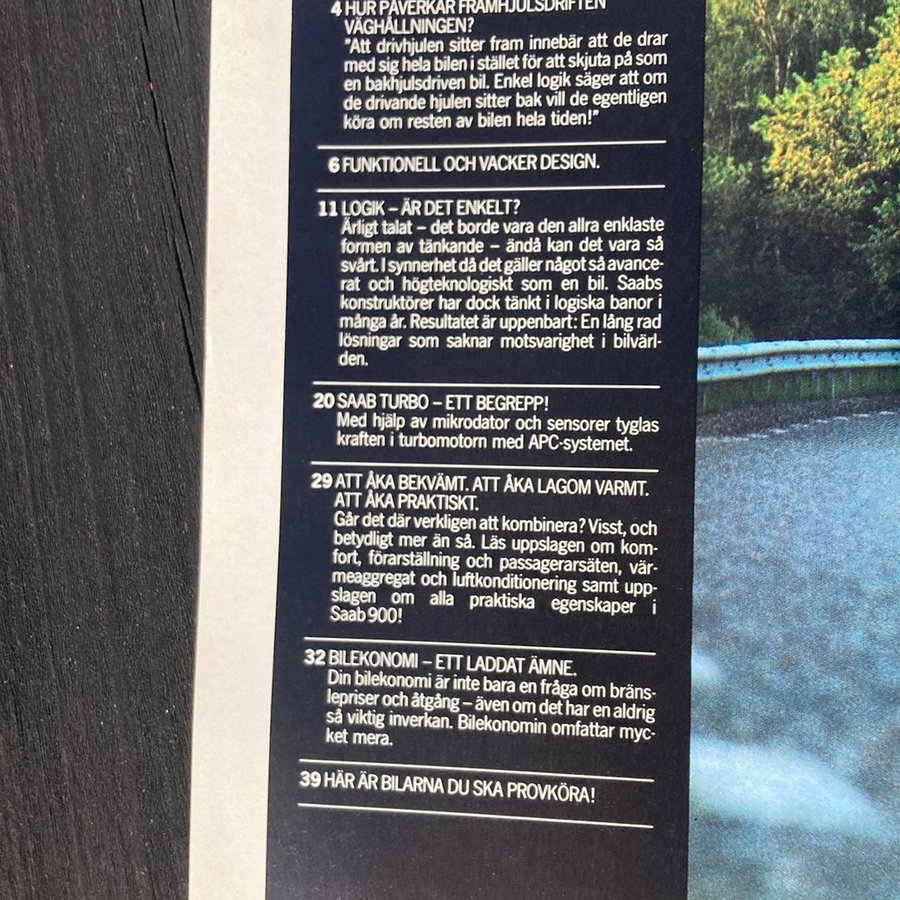 4 HUR PÅVERKAR FRAMHJULSDRIFTEN
VÄGHÅLLNINGEN?
"Att drivhjulen sitter fram innebär att de drar
med sig hela bilen i stället för att skjuta på som
en bakhjulsdriven bil. Enkel logik säger att om
de drivande hjulen sitter bak vill de egentligen
köra om resten av bilen hela tiden!"
6 FUNKTIONELL OCH VACKER DESIGN.
11 LOGIK – ÄR DET ENKELT?
Ärligt talat – det borde vara den allra enklaste
formen av tänkande – ändå kan det vara så
svårt. I synnerhet då det gäller något så avance-
rat och högteknologiskt som en bil. Saabs
konstruktörer har dock tänkt i logiska banor i
många år. Resultatet är uppenbart: En lång rad
lösningar som saknar motsvarighet i bilvärl-
den.
20 SAAB TURBO – ETT BEGREPP!
Med hjälp av mikrodator och sensorer tyglas
kraften i turbomotorn med APC-systemet.
29 ATT ÅKA BEKVÄMT. ATT ÅKA LAGOM VARMT.
ATT ÅKA PRAKTISKT.
Går det där verkligen att kombinera? Visst, och
betydligt mer än så. Läs uppslagen om kom-
fort, förarställning och passagerarsäten, vär-
meaggregat och luftkonditionering samt upp-
slagen om alla praktiska egenskaper i
Saab 900!
32 BILEKONOMI – ETT LADDAT ÄMNE.
Din bilekonomi är inte bara en fråga om bräns-
lepriser och åtgång – även om det har en aldrig
så viktig inverkan. Bilekonomin omfattar myc-
ket mera.
39 HÄR ÄR BILARNA DU SKA PROVKÖRA!